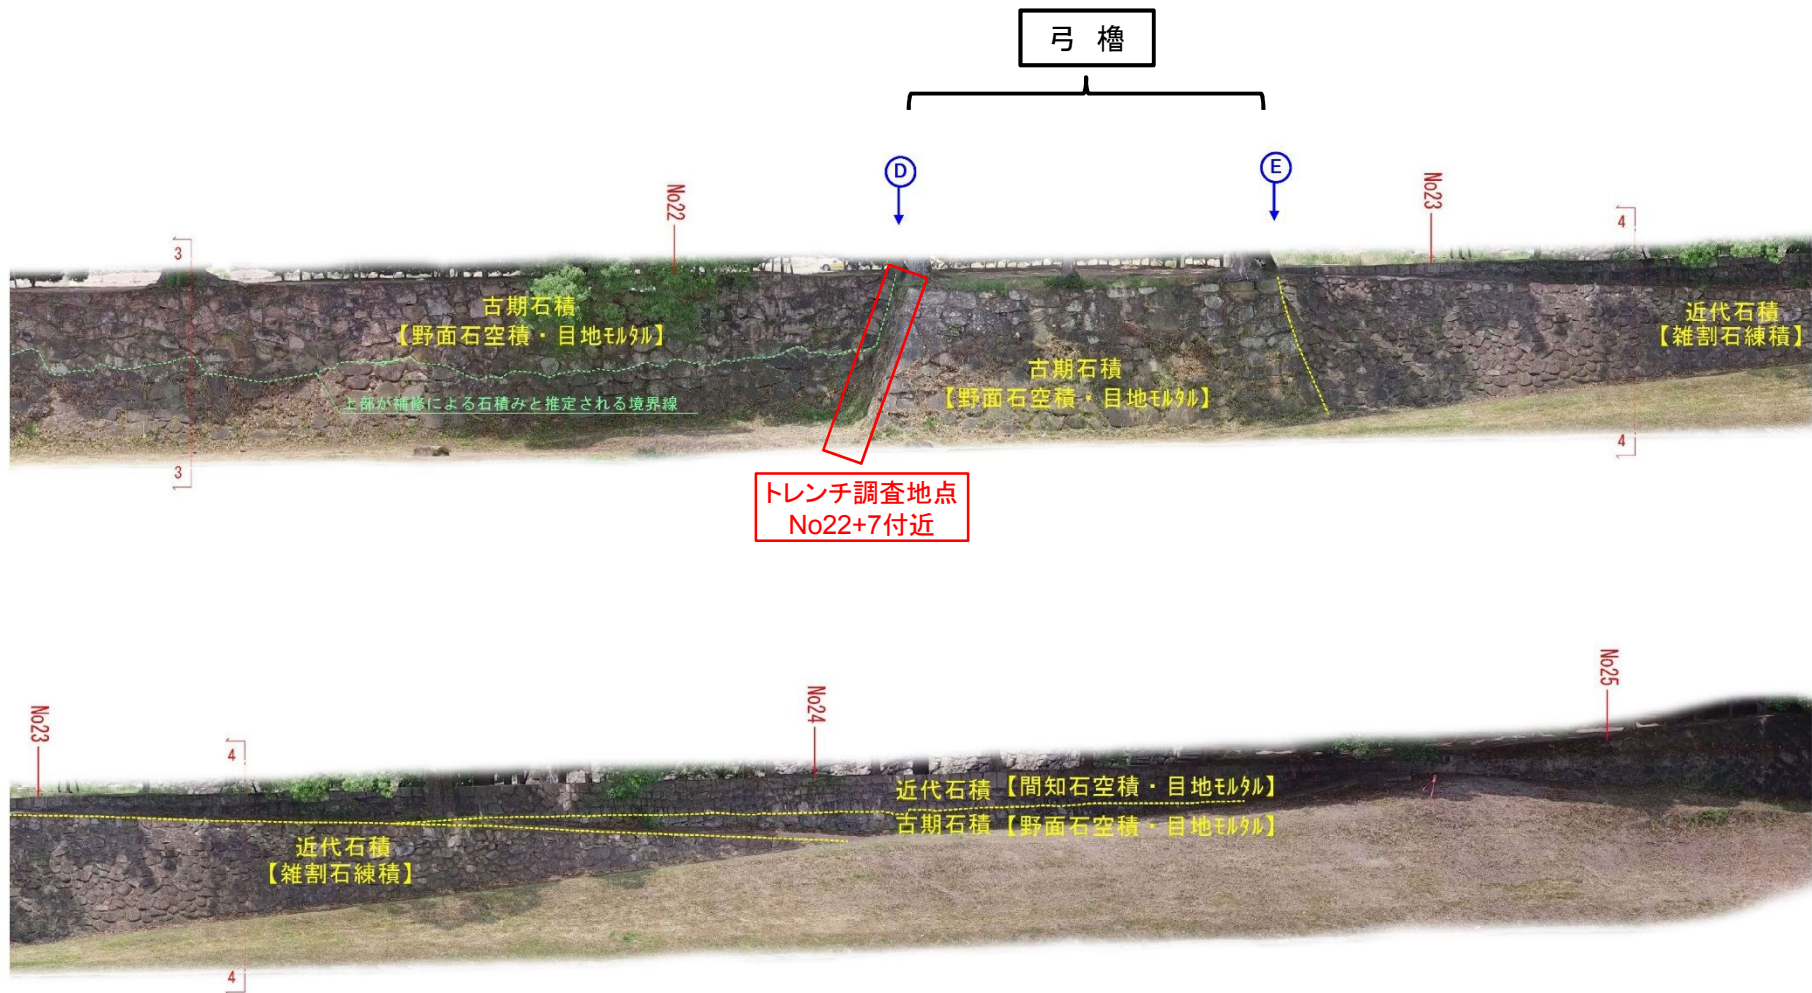 弓 櫓
D
E
No22
No23
3
4
古期石積
【野面石空積・目地モルタル】
近代石積
【雑割石練積】
古期石積
【野面石空積・目地モルタル】
上部が補修による石積みと推定される境界線
3
4
トレンチ調査地点
No22+7付近
No23
No24
No25
4
近代石積【間知石空積・目地モルタル】
古期石積【野面石空積・目地モルタル】
近代石積
【雑割石練積】
4